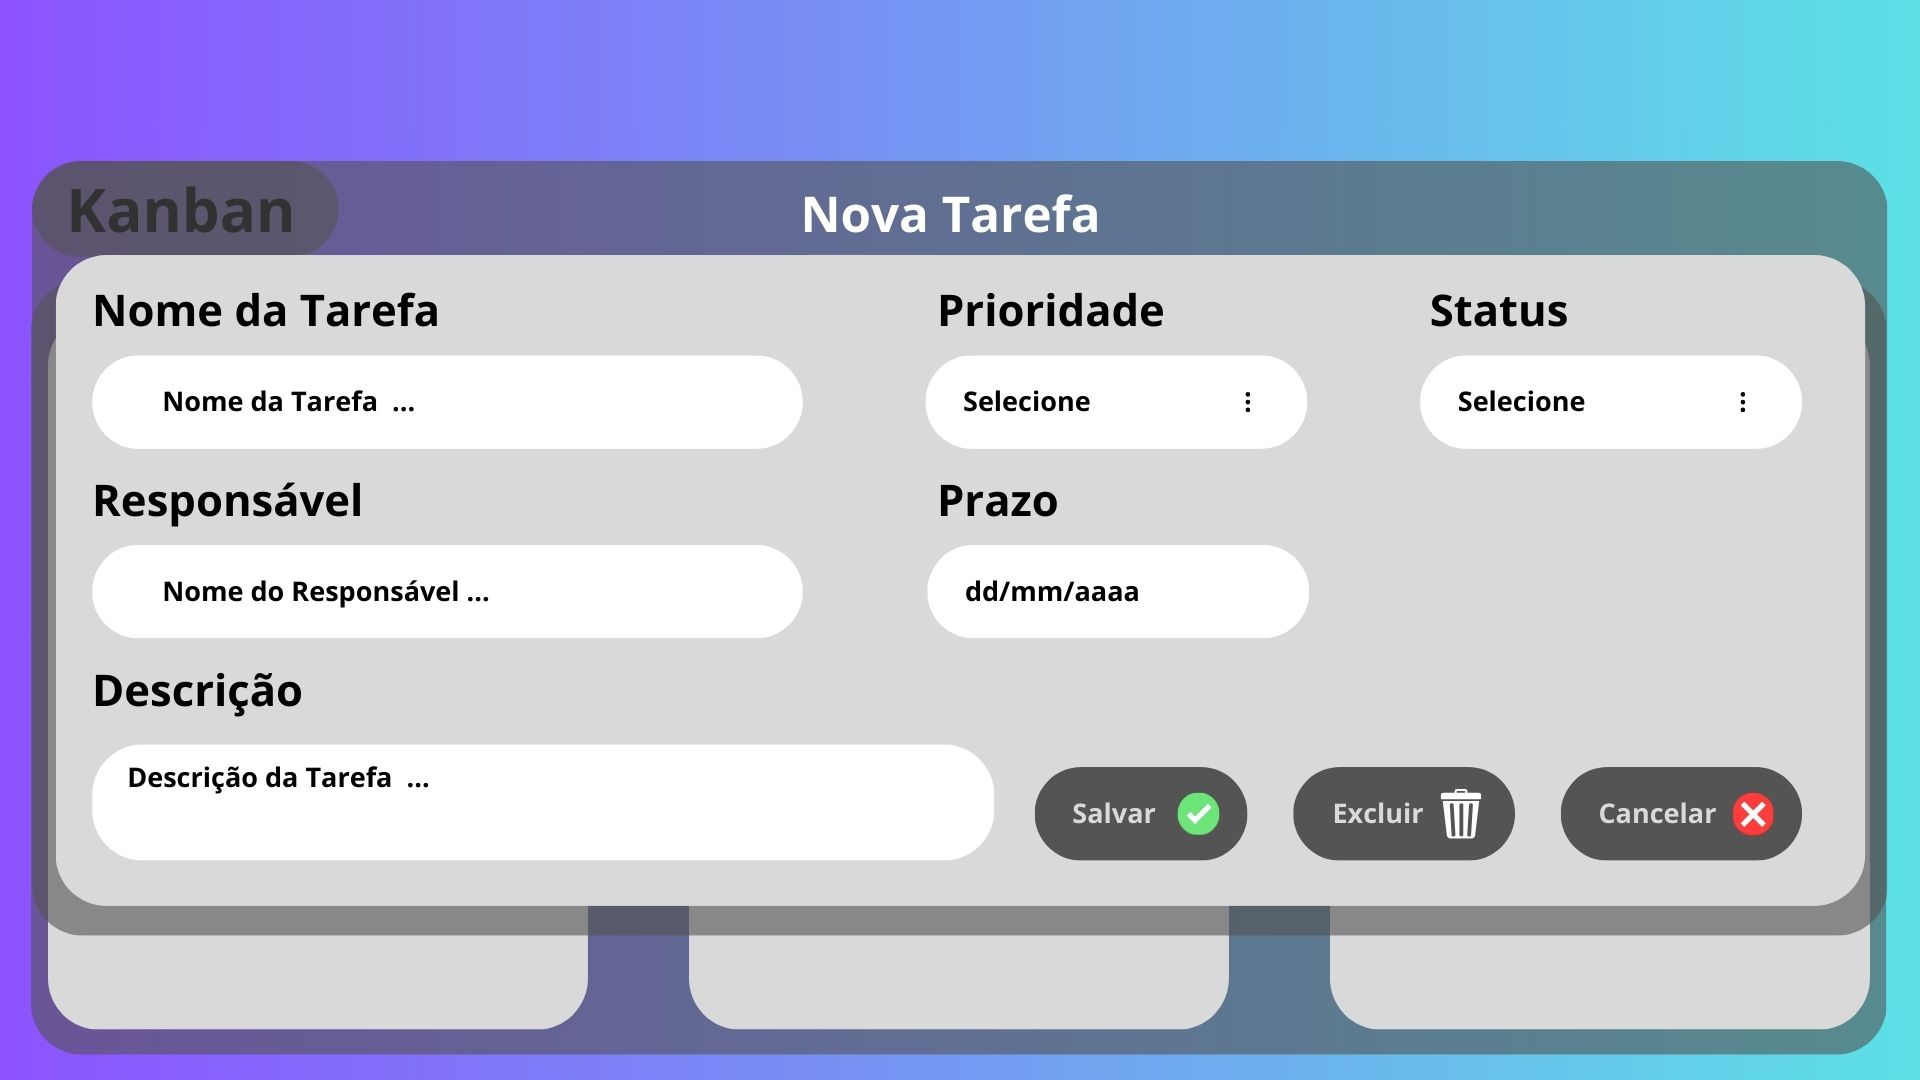 Kanban
Nova Tarefa
Nome da Tarefa
Prioridade
Status
Nome da Tarefa  ...
Selecione
Selecione
Responsável
Prazo
Nome do Responsável ...
dd/mm/aaaa
Descrição
Descrição da Tarefa  ...
Salvar
Excluir
Cancelar